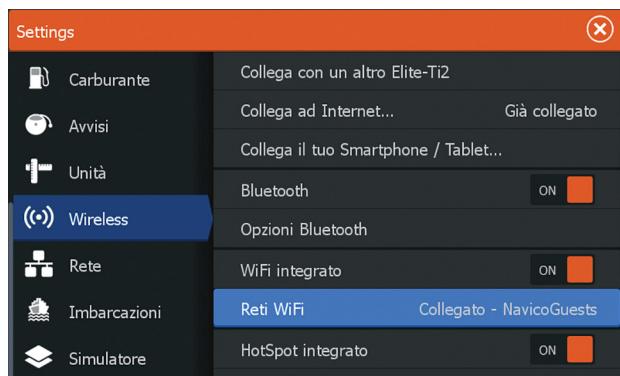 Settings
Carburante
Avvisi
Unità
Wireless
Rete
Imbarcazioni
Simulatore
Collega con un altro Elite-Ti2
Collega ad Internet... Già collegato
Collega il tuo Smartphone / Tablet...
Bluetooth ON
Opzioni Bluetooth
WiFi integrato ON
Reti WiFi Collegato - NavicoGuests
HotSpot integrato ON